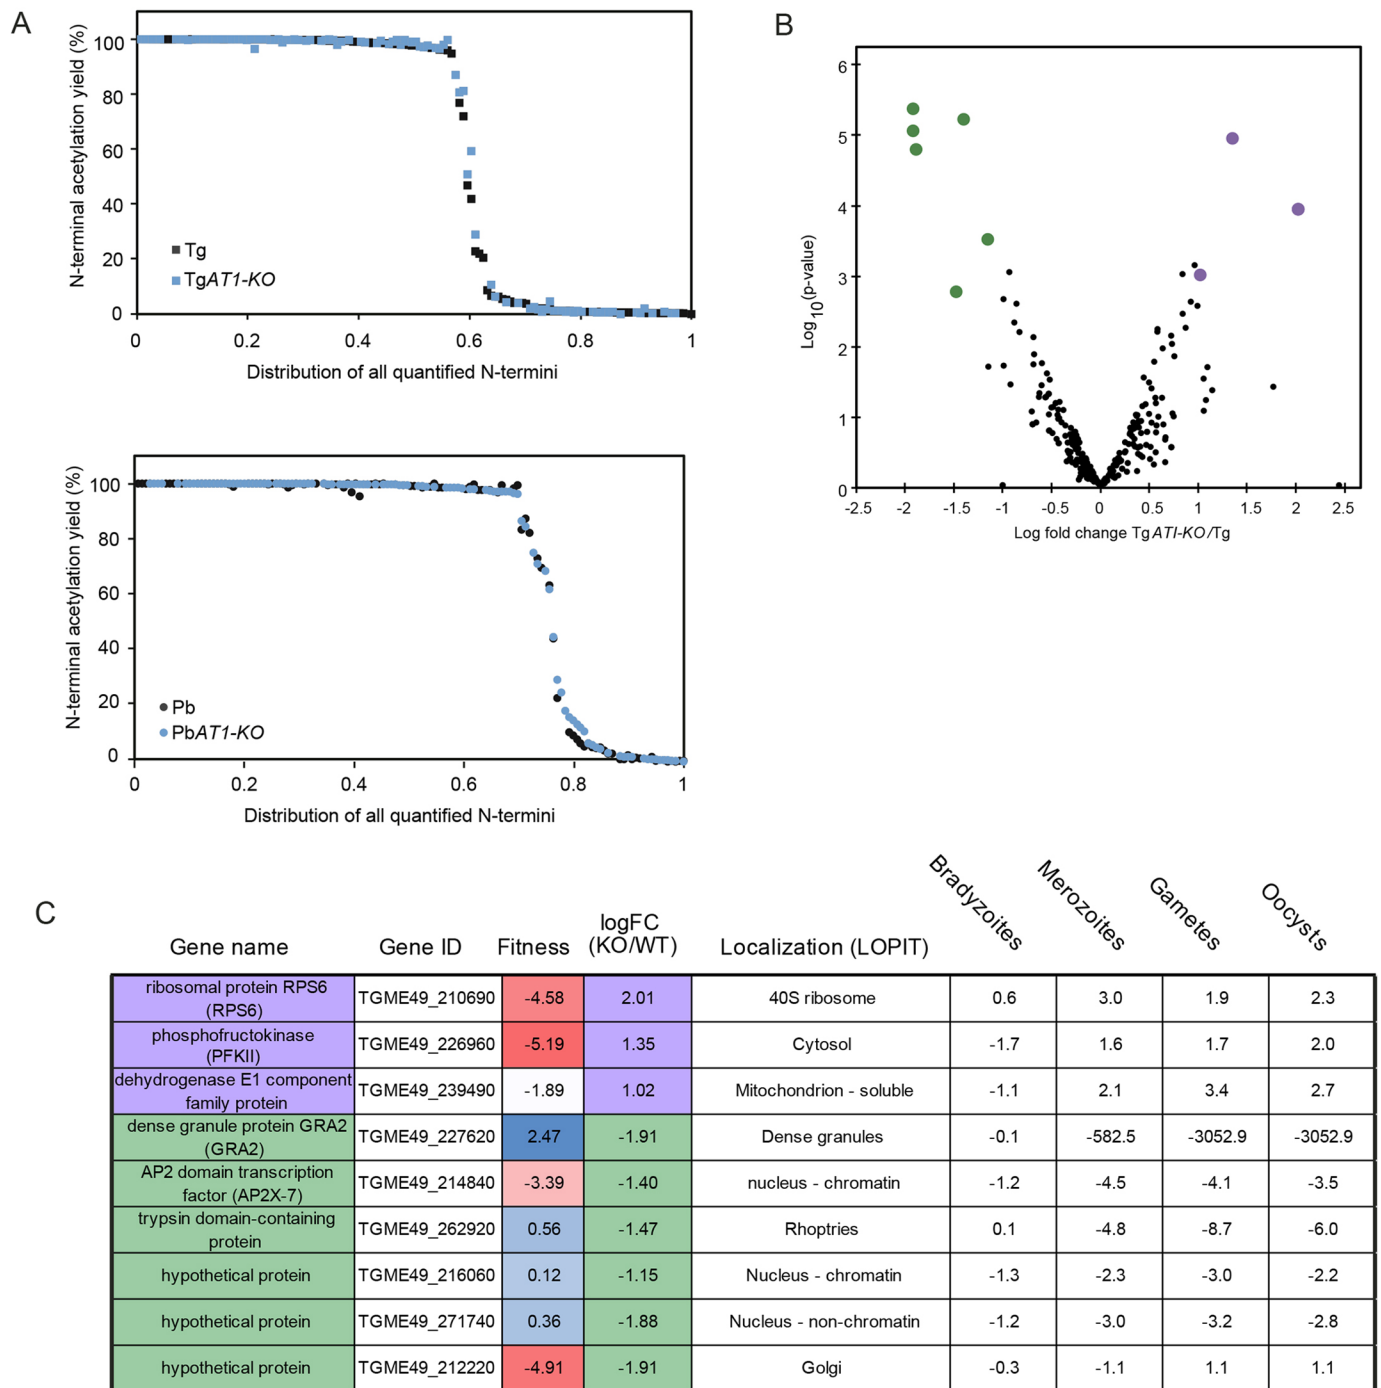 A
N-terminal acetylation yield (%)
100
80
60
40
20
0
Tg
TgAT1-KO
0 0.2 0.4 0.6 0.8 1
Distribution of all quantified N-termini
N-terminal acetylation yield (%)
100
80
60
40
20
0
Pb
PbAT1-KO
0 0.2 0.4 0.6 0.8 1
Distribution of all quantified N-termini
B
Log10(p-value)
6
5
4
3
2
1
0
-2.5 -2 -1.5 -1 -0.5 0 0.5 1 1.5 2 2.5
Log fold change TgATI-KO/Tg
C
Gene name Gene ID Fitness logFC (KO/WT) Localization (LOPIT) Bradyzoites Merozoites Gametes Oocysts
ribosomal protein RPS6 (RPS6) TGME49_210690 -4.58 2.01 40S ribosome 0.6 3.0 1.9 2.3
phosphofructokinase (PFKII) TGME49_226960 -5.19 1.35 Cytosol -1.7 1.6 1.7 2.0
dehydrogenase E1 component family protein TGME49_239490 -1.89 1.02 Mitochondrion - soluble -1.1 2.1 3.4 2.7
dense granule protein GRA2 (GRA2) TGME49_227620 2.47 -1.91 Dense granules -0.1 -582.5 -3052.9 -3052.9
AP2 domain transcription factor (AP2X-7) TGME49_214840 -3.39 -1.40 nucleus - chromatin -1.2 -4.5 -4.1 -3.5
trypsin domain-containing protein TGME49_262920 0.56 -1.47 Rhoptries 0.1 -4.8 -8.7 -6.0
hypothetical protein TGME49_216060 0.12 -1.15 Nucleus - chromatin -1.3 -2.3 -3.0 -2.2
hypothetical protein TGME49_271740 0.36 -1.88 Nucleus - non-chromatin -1.2 -3.0 -3.2 -2.8
hypothetical protein TGME49_212220 -4.91 -1.91 Golgi -0.3 -1.1 1.1 1.1